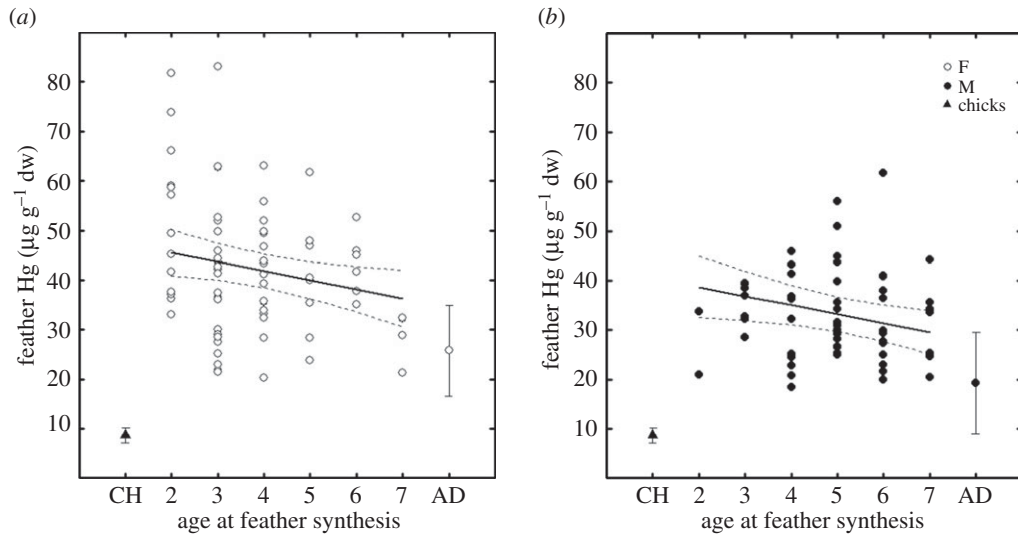 (a)
80
70
60
50
40
30
20
10
feather Hg (µg g⁻¹ dw)
CH 2 3 4 5 6 7 AD
age at feather synthesis
(b)
F
M
chicks
80
70
60
50
40
30
20
10
feather Hg (µg g⁻¹ dw)
CH 2 3 4 5 6 7 AD
age at feather synthesis